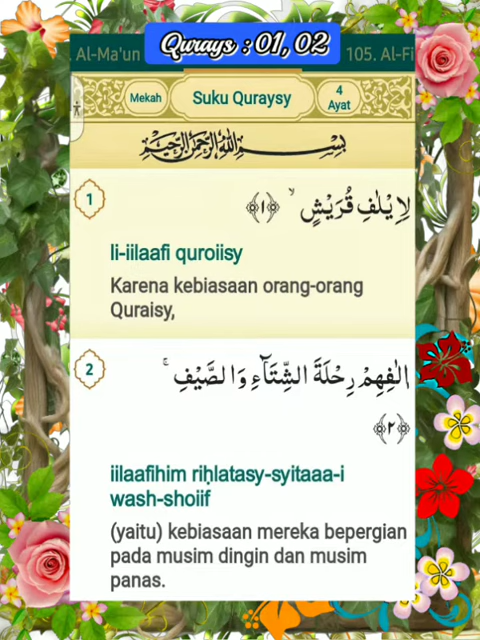 . Al-Ma'un
Qurays : 01, 02
105. Al-Fi
Mekah
Suku Quraysy
4
Ayat
بِسْمِ اللّٰهِ الرَّحْمٰنِ الرَّحِيْمِ
1
لِاِيْلٰفِ قُرَيْشٍ ۙ ﴿١﴾
li-iilaafi quroiisy
Karena kebiasaan orang-orang
Quraisy,
2
اٖلٰفِهِمْ رِحْلَةَ الشِّتَاۤءِ وَالصَّيْفِ ۚ
﴿٢﴾
iilaafihim riḥlatasy-syitaaa-i
wash-shoiif
(yaitu) kebiasaan mereka bepergian
pada musim dingin dan musim
panas.